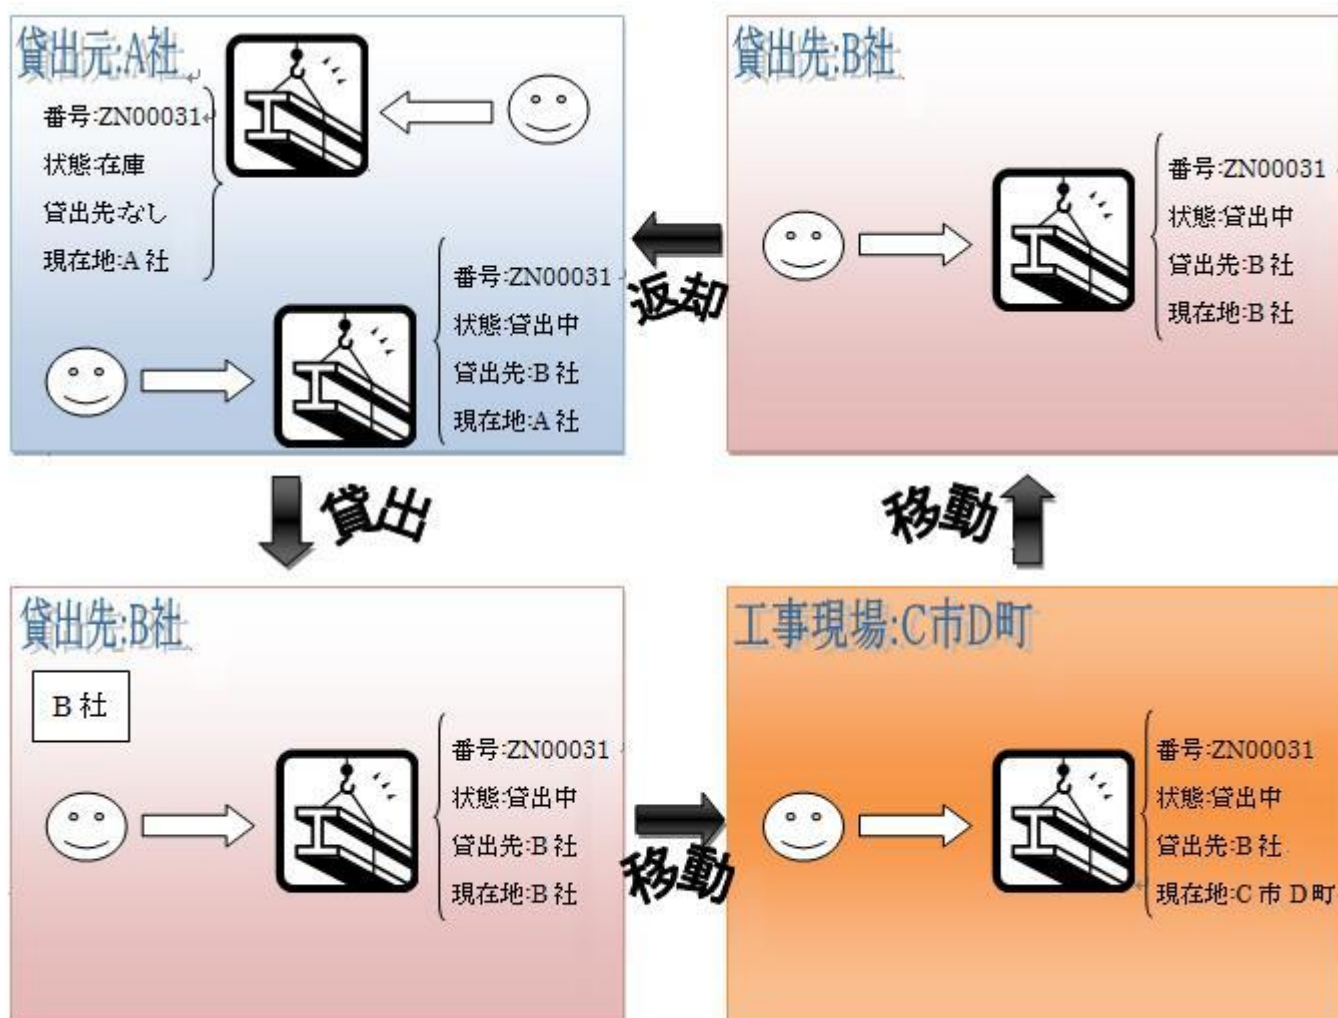 貸出元:A社
番号:ZN00031
状態:在庫
貸出先:なし
現在地:A社
番号:ZN00031
状態:貸出中
貸出先:B社
現在地:A社
貸出
貸出先:B社
B社
番号:ZN00031
状態:貸出中
貸出先:B社
現在地:B社
移動
工事現場:C市D町
番号:ZN00031
状態:貸出中
貸出先:B社
現在地:C市D町
移動
貸出先:B社
番号:ZN00031
状態:貸出中
貸出先:B社
現在地:B社
返却